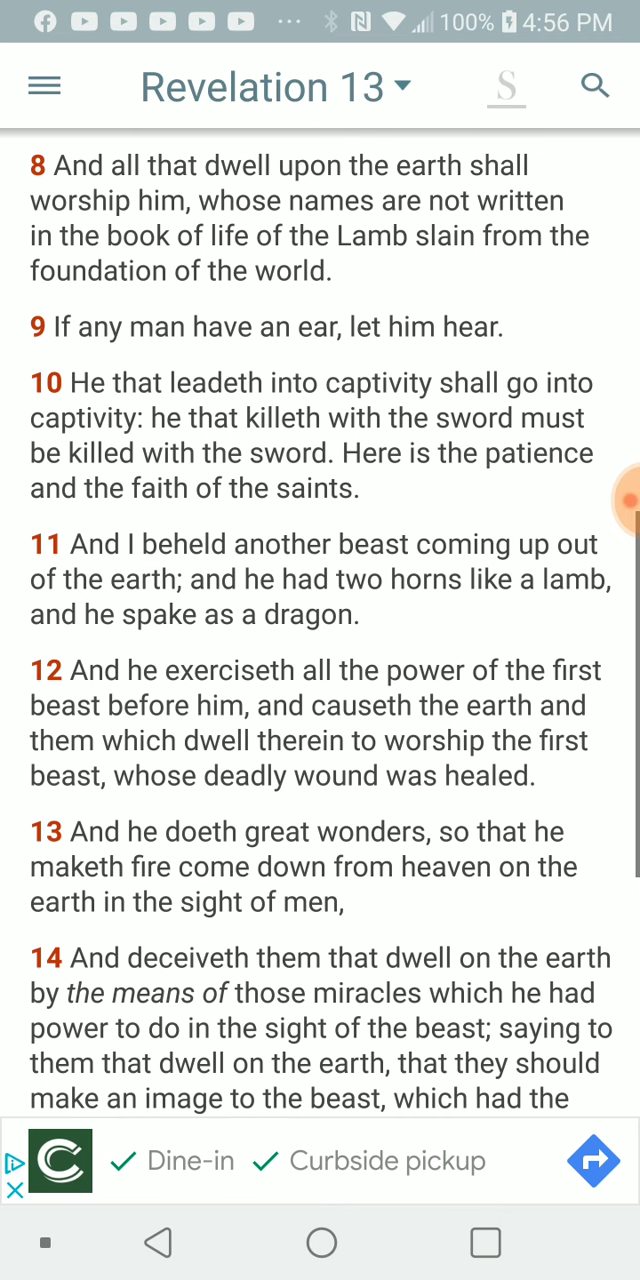 100% 4:56 PM
Revelation 13
S
8 And all that dwell upon the earth shall
worship him, whose names are not written
in the book of life of the Lamb slain from the
foundation of the world.
9 If any man have an ear, let him hear.
10 He that leadeth into captivity shall go into
captivity: he that killeth with the sword must
be killed with the sword. Here is the patience
and the faith of the saints.
11 And I beheld another beast coming up out
of the earth; and he had two horns like a lamb,
and he spake as a dragon.
12 And he exerciseth all the power of the first
beast before him, and causeth the earth and
them which dwell therein to worship the first
beast, whose deadly wound was healed.
13 And he doeth great wonders, so that he
maketh fire come down from heaven on the
earth in the sight of men,
14 And deceiveth them that dwell on the earth
by the means of those miracles which he had
power to do in the sight of the beast; saying to
them that dwell on the earth, that they should
make an image to the beast, which had the
C Dine-in Curbside pickup